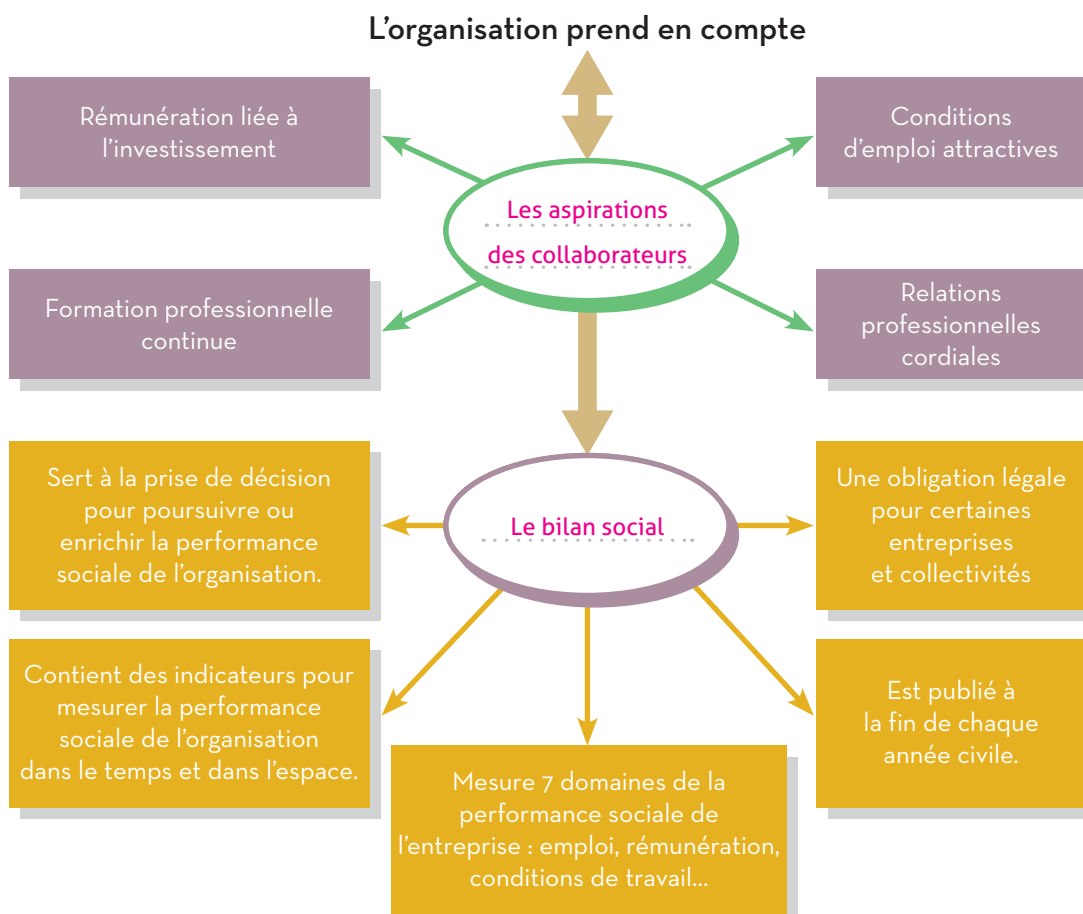 L'organisation prend en compte
Rémunération liée à
l'investissement
Conditions
d'emploi attractives
Les aspirations
des collaborateurs
Formation professionnelle
continue
Relations
professionnelles
cordiales
Sert à la prise de décision
pour poursuivre ou
enrichir la performance
sociale de l'organisation.
Le bilan social
Une obligation légale
pour certaines
entreprises
et collectivités
Contient des indicateurs pour
mesurer la performance
sociale de l'organisation
dans le temps et dans l'espace.
Est publié à
la fin de chaque
année civile.
Mesure 7 domaines de la
performance sociale de
l'entreprise : emploi, rémunération,
conditions de travail...